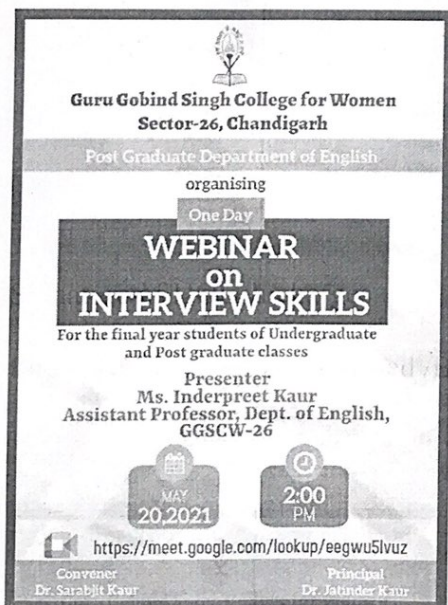 Guru Gobind Singh College for Women
Sector-26, Chandigarh
Post Graduate Department of English
organising
One Day
WEBINAR
on
INTERVIEW SKILLS
For the final year students of Undergraduate
and Post graduate classes
Presenter
Ms. Inderpreet Kaur
Assistant Professor, Dept. of English,
GGSCW-26
MAY
20,2021
2:00
PM
https://meet.google.com/lookup/eegwu5lvuz
Convener
Dr. Sarabjit Kaur
Principal
Dr. Jatinder Kaur